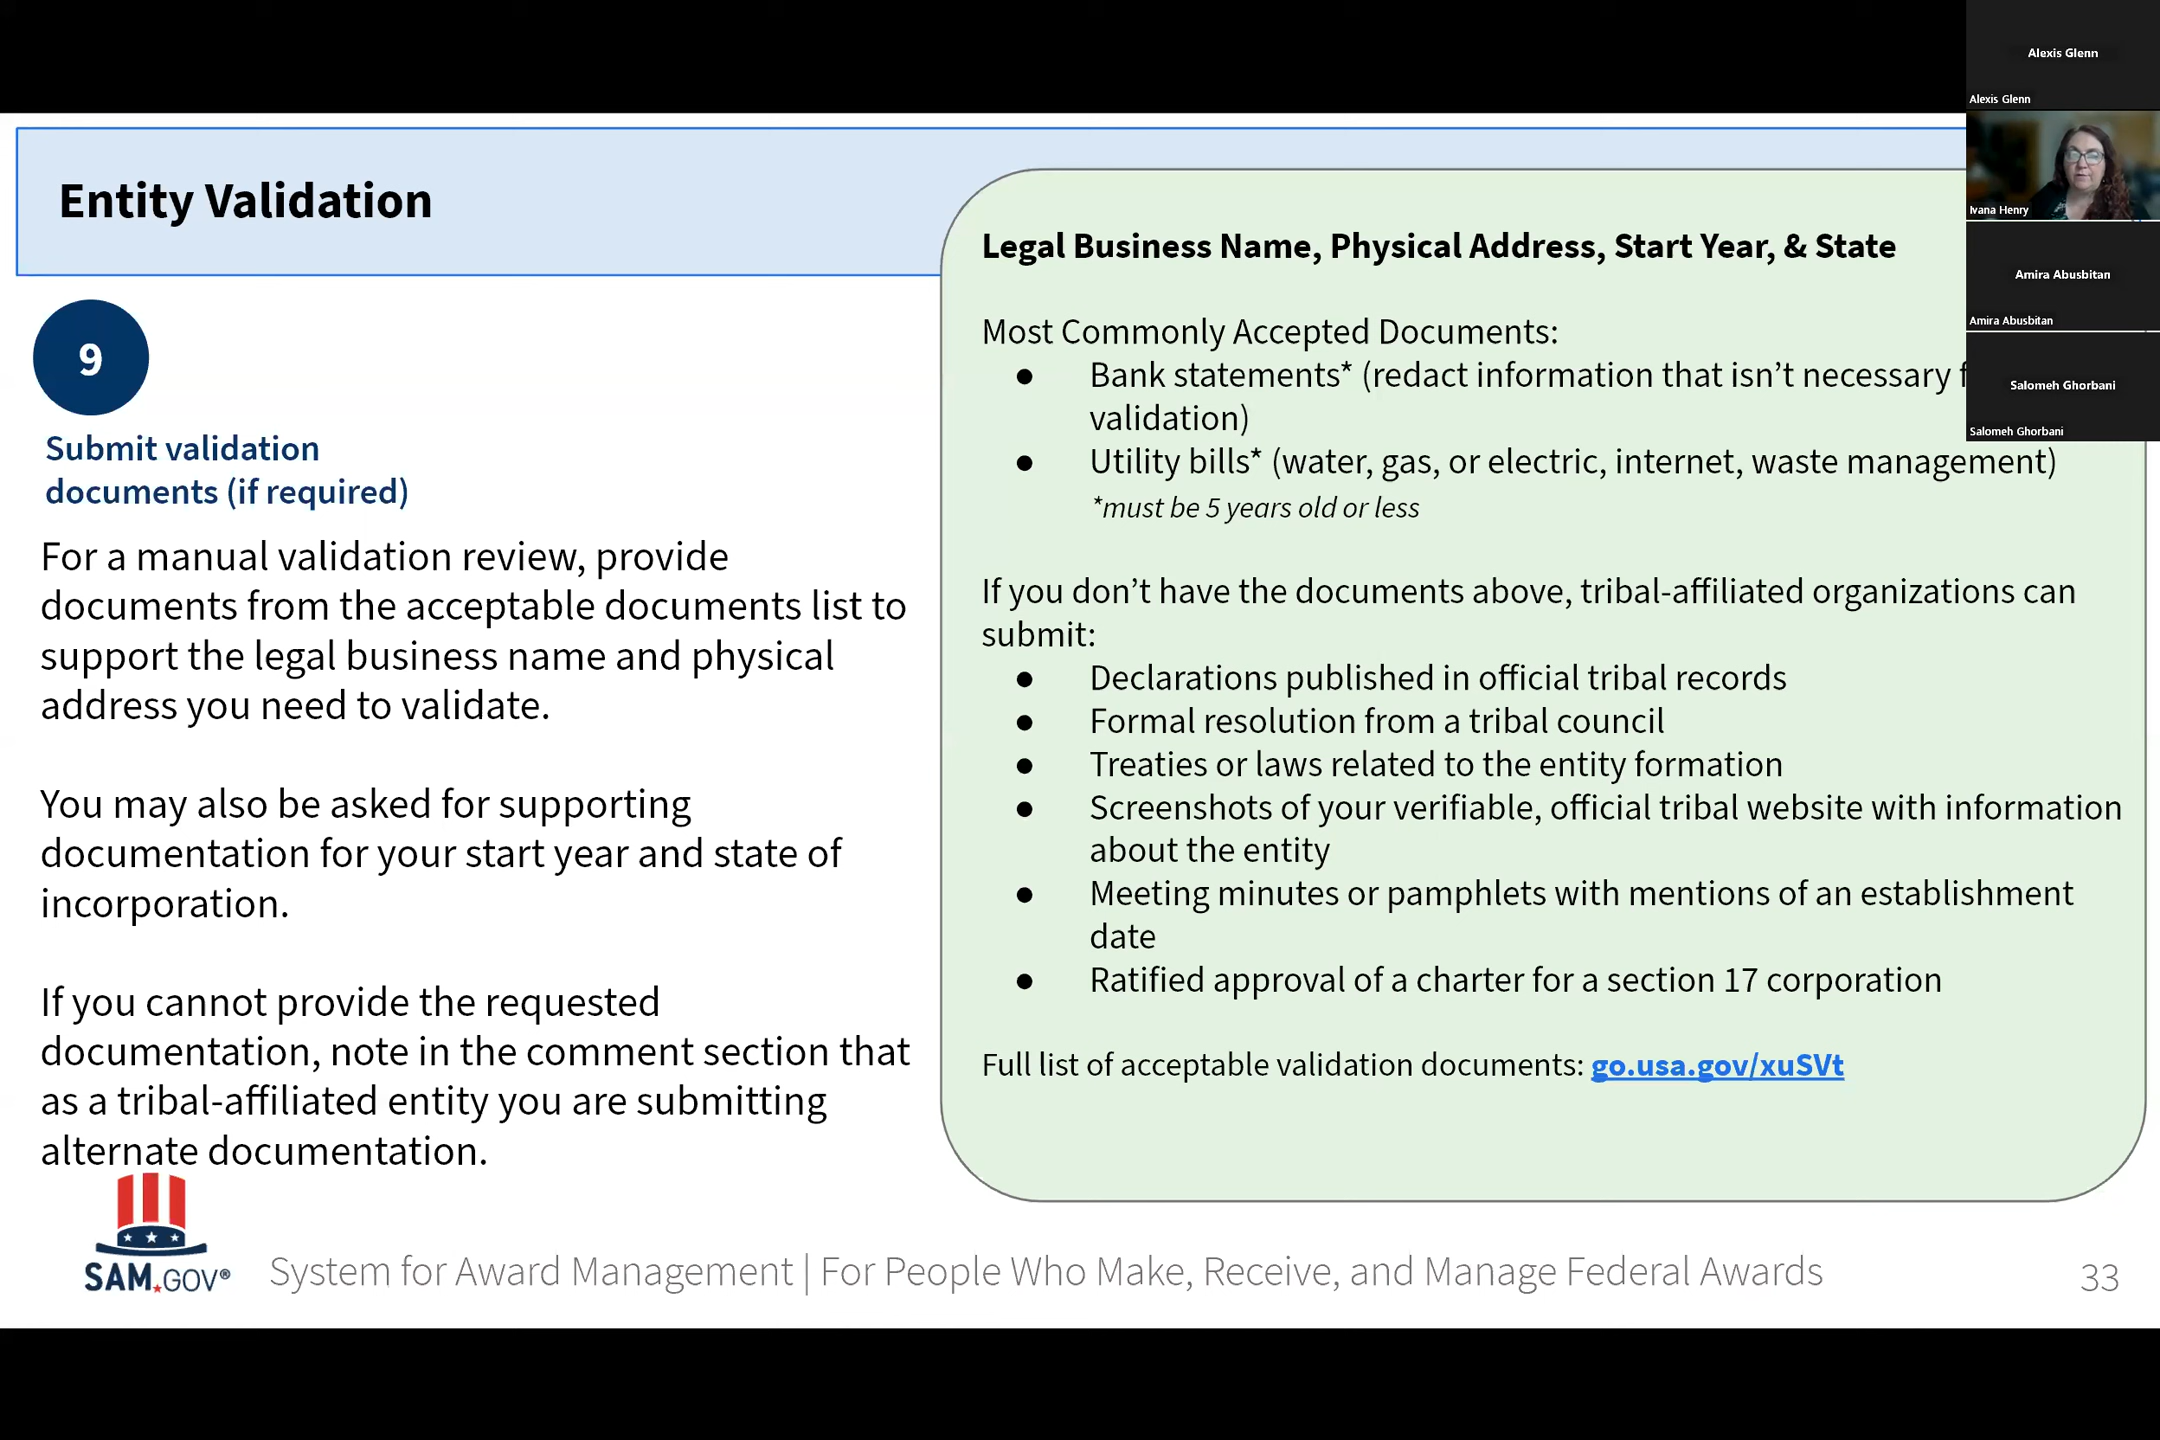 Entity Validation
9
Submit validation
documents (if required)
For a manual validation review, provide
documents from the acceptable documents list to
support the legal business name and physical
address you need to validate.
You may also be asked for supporting
documentation for your start year and state of
incorporation.
If you cannot provide the requested
documentation, note in the comment section that
as a tribal-affiliated entity you are submitting
alternate documentation.
Legal Business Name, Physical Address, Start Year, & State
Most Commonly Accepted Documents:
● Bank statements* (redact information that isn’t necessary
validation)
● Utility bills* (water, gas, or electric, internet, waste management)
*must be 5 years old or less
If you don’t have the documents above, tribal-affiliated organizations can
submit:
● Declarations published in official tribal records
● Formal resolution from a tribal council
● Treaties or laws related to the entity formation
● Screenshots of your verifiable, official tribal website with information
about the entity
● Meeting minutes or pamphlets with mentions of an establishment
date
● Ratified approval of a charter for a section 17 corporation
Full list of acceptable validation documents: go.usa.gov/xuSVt
SAM.GOV®
System for Award Management | For People Who Make, Receive, and Manage Federal Awards
33
Alexis Glenn
Alexis Glenn
Ivana Henry
Amira Abusbitan
Amira Abusbitan
Salomeh Ghorbani
Salomeh Ghorbani